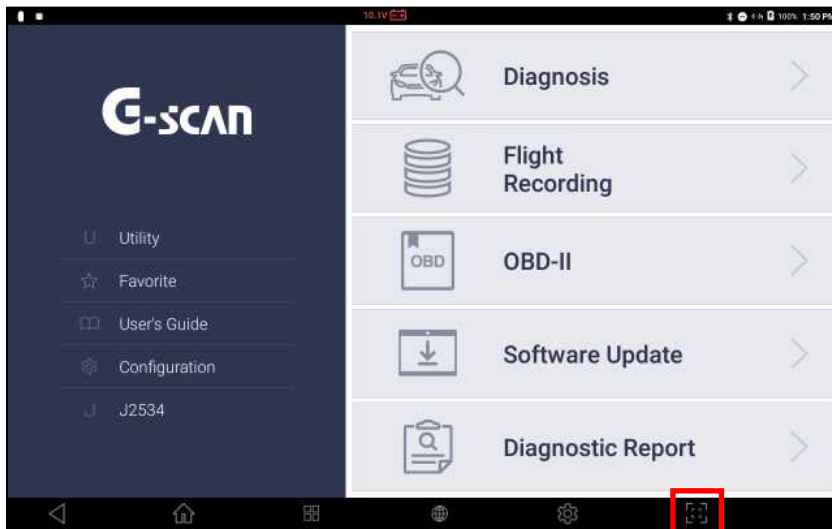 10.1V
100% 1:50 PM
G-scan
Utility
Favorite
User's Guide
Configuration
J2534
Diagnosis
Flight
Recording
OBD
OBD-II
Software Update
Diagnostic Report